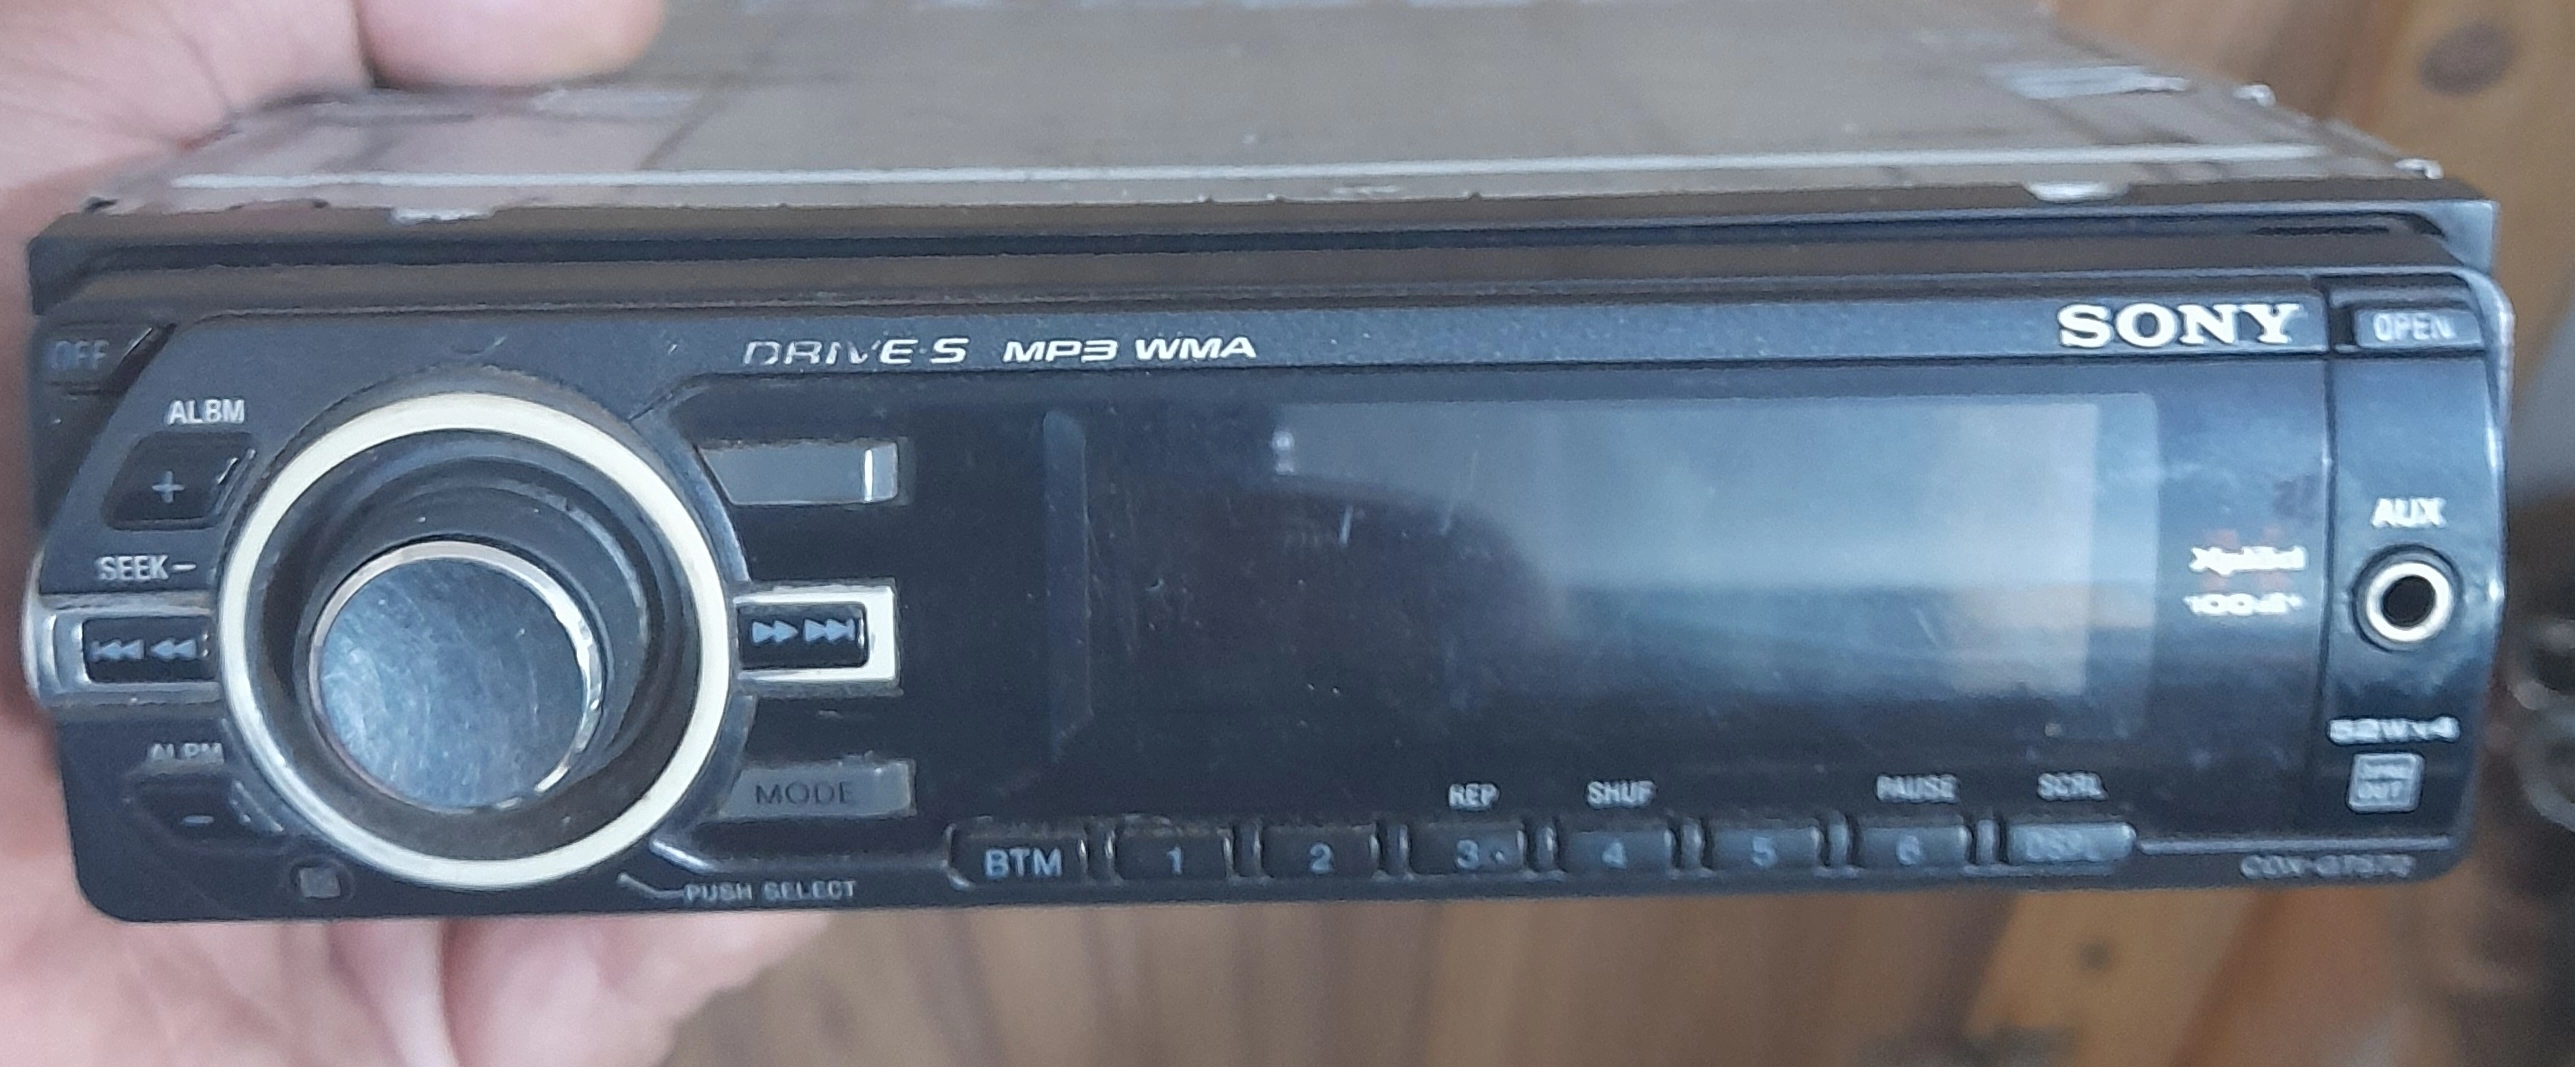 OFF
DRIVE·S MP3 WMA
SONY
OPEN
ALBM
+
SEEK−
AUX
Xplōd
52W×4
ALBM
−
MODE
REP
SHUF
PAUSE
SCRL
BTM
1
2
3
4
5
6
DSPL
PUSH SELECT